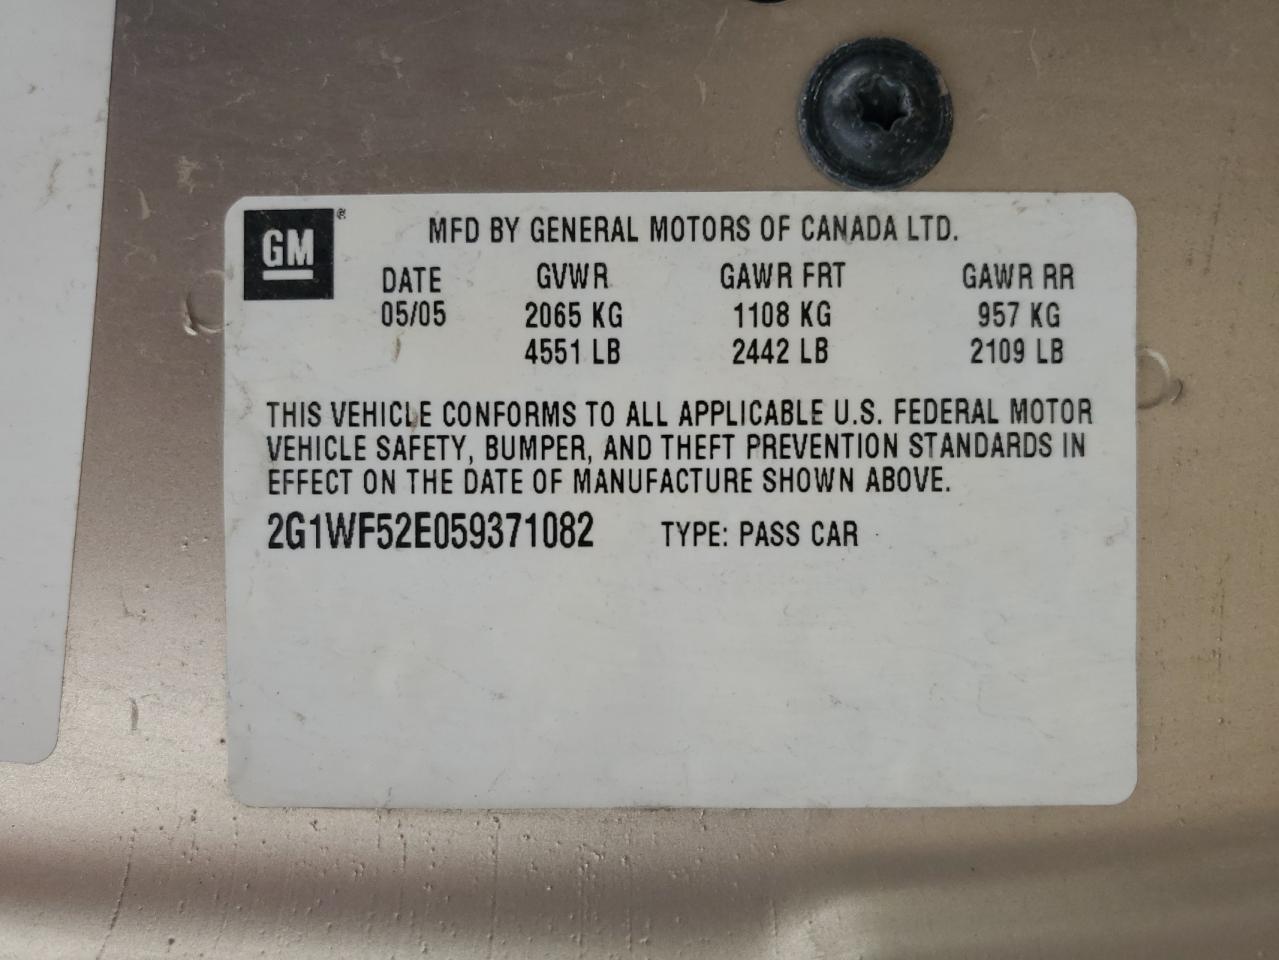 GM®
MFD BY GENERAL MOTORS OF CANADA LTD.
DATE GVWR GAWR FRT GAWR RR
05/05 2065 KG 1108 KG 957 KG
4551 LB 2442 LB 2109 LB
THIS VEHICLE CONFORMS TO ALL APPLICABLE U.S. FEDERAL MOTOR
VEHICLE SAFETY, BUMPER, AND THEFT PREVENTION STANDARDS IN
EFFECT ON THE DATE OF MANUFACTURE SHOWN ABOVE.
2G1WF52E059371082 TYPE: PASS CAR